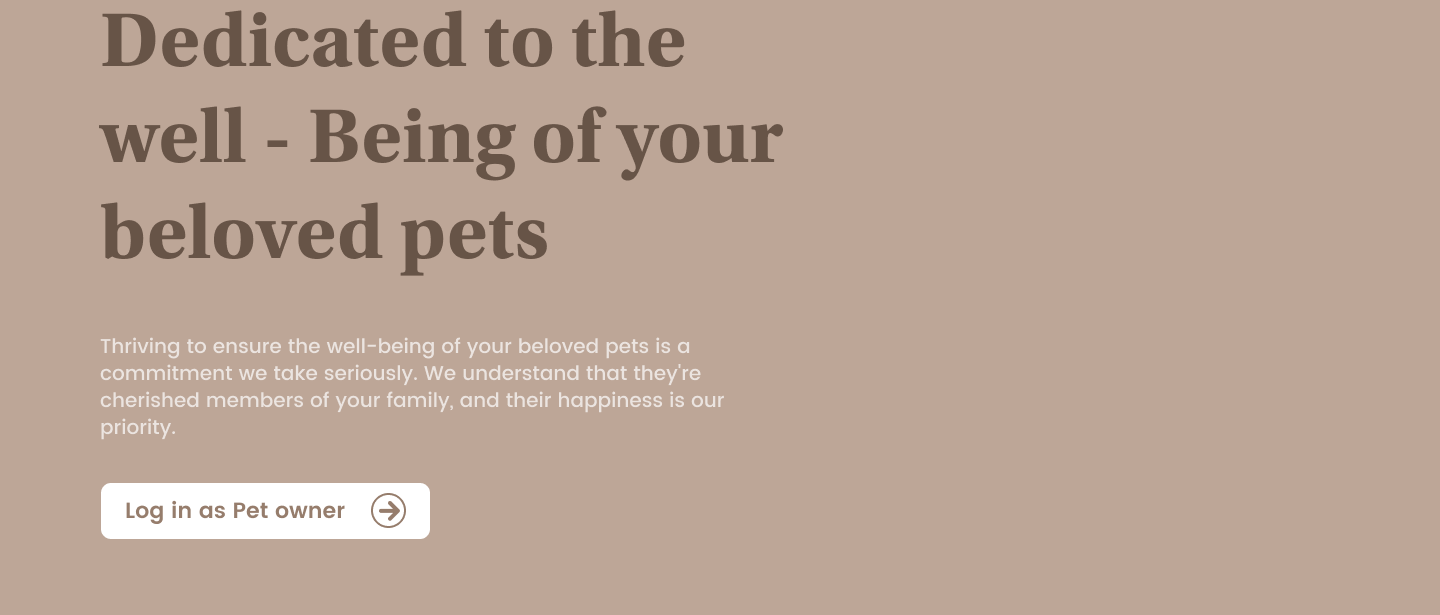 Dedicated to the
well - Being of your
beloved pets
Thriving to ensure the well-being of your beloved pets is a
commitment we take seriously. We understand that they're
cherished members of your family, and their happiness is our
priority.
Log in as Pet owner